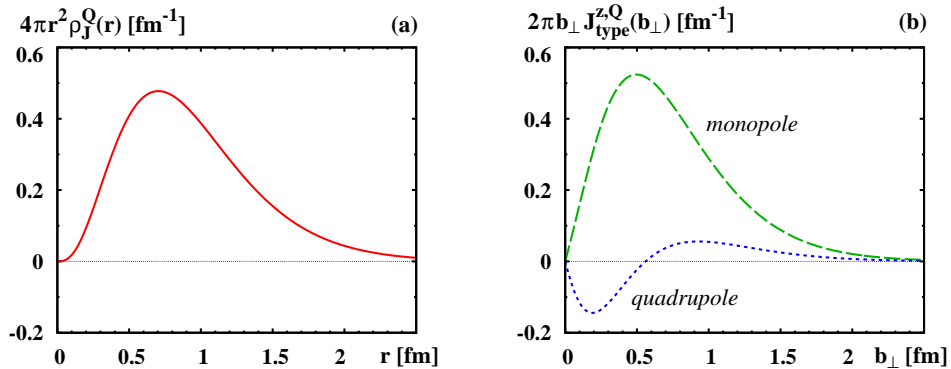 4πr²ρ_J^Q(r) [fm⁻¹] (a)
0.6
0.4
0.2
0
-0.2
0 0.5 1 1.5 2
r [fm]
2πb⊥ J_type^{z,Q}(b⊥) [fm⁻¹] (b)
0.6
0.4
0.2
0
-0.2
monopole
quadrupole
0 0.5 1 1.5 2
b⊥ [fm]